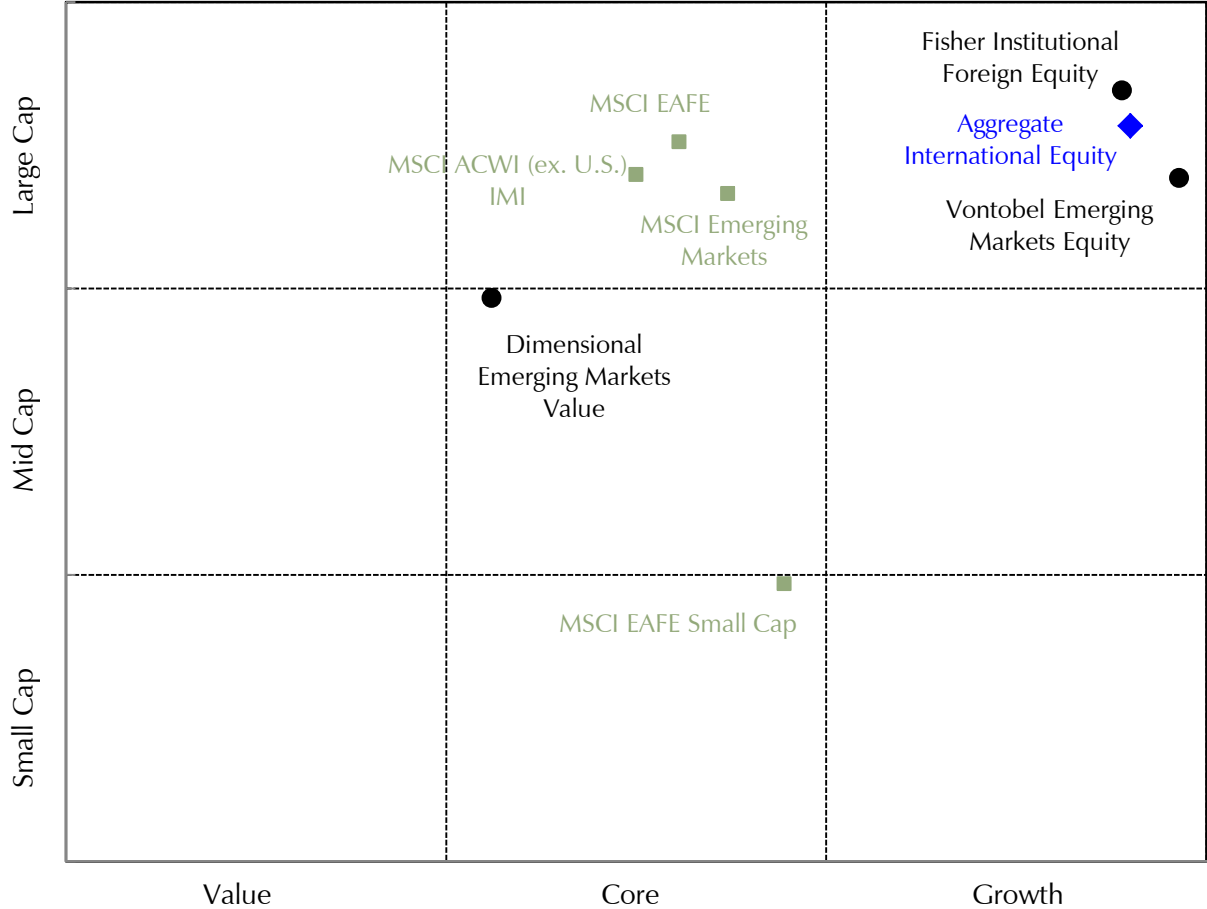 Large Cap
Mid Cap
Small Cap
Fisher Institutional
Foreign Equity
MSCI EAFE
Aggregate
International Equity
MSCI ACWI (ex. U.S.)
IMI
MSCI Emerging
Markets
Vontobel Emerging
Markets Equity
Dimensional
Emerging Markets
Value
MSCI EAFE Small Cap
Value
Core
Growth